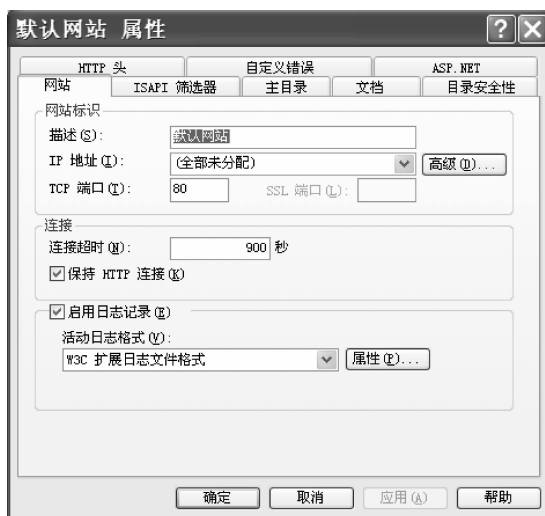 默认网站 属性
HTTP 头 自定义错误 ASP.NET
网站 ISAPI 筛选器 主目录 文档 目录安全性
网站标识
描述(S): 默认网站
IP 地址(I): (全部未分配) 高级(D)...
TCP 端口(T): 80 SSL 端口(L):
连接
连接超时(N): 900 秒
保持 HTTP 连接(K)
启用日志记录(E)
活动日志格式(V):
W3C 扩展日志文件格式 属性(P)...
确定 取消 应用(A) 帮助